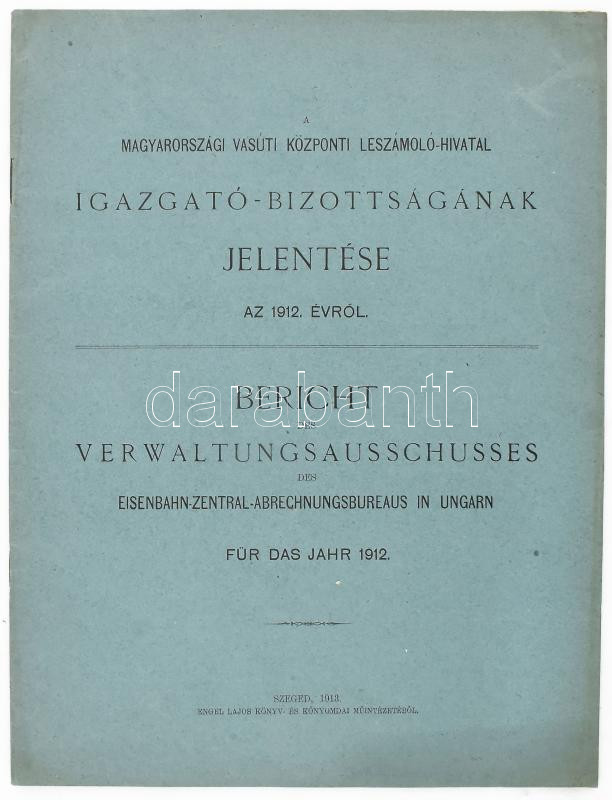 A
MAGYARORSZÁGI VASÚTI KÖZPONTI LESZÁMOLÓ-HIVATAL
IGAZGATÓ-BIZOTTSÁGÁNAK
JELENTÉSE
AZ 1912. ÉVRŐL.
BERICHT
darabanth
DES
VERWALTUNGSAUSSCHUSSES
DES
EISENBAHN-ZENTRAL-ABRECHNUNGSBUREAUS IN UNGARN
FÜR DAS JAHR 1912.
SZEGED, 1913.
ENGEL LAJOS KÖNYV- ÉS KŐNYOMDAI MŰINTÉZETÉBŐL.